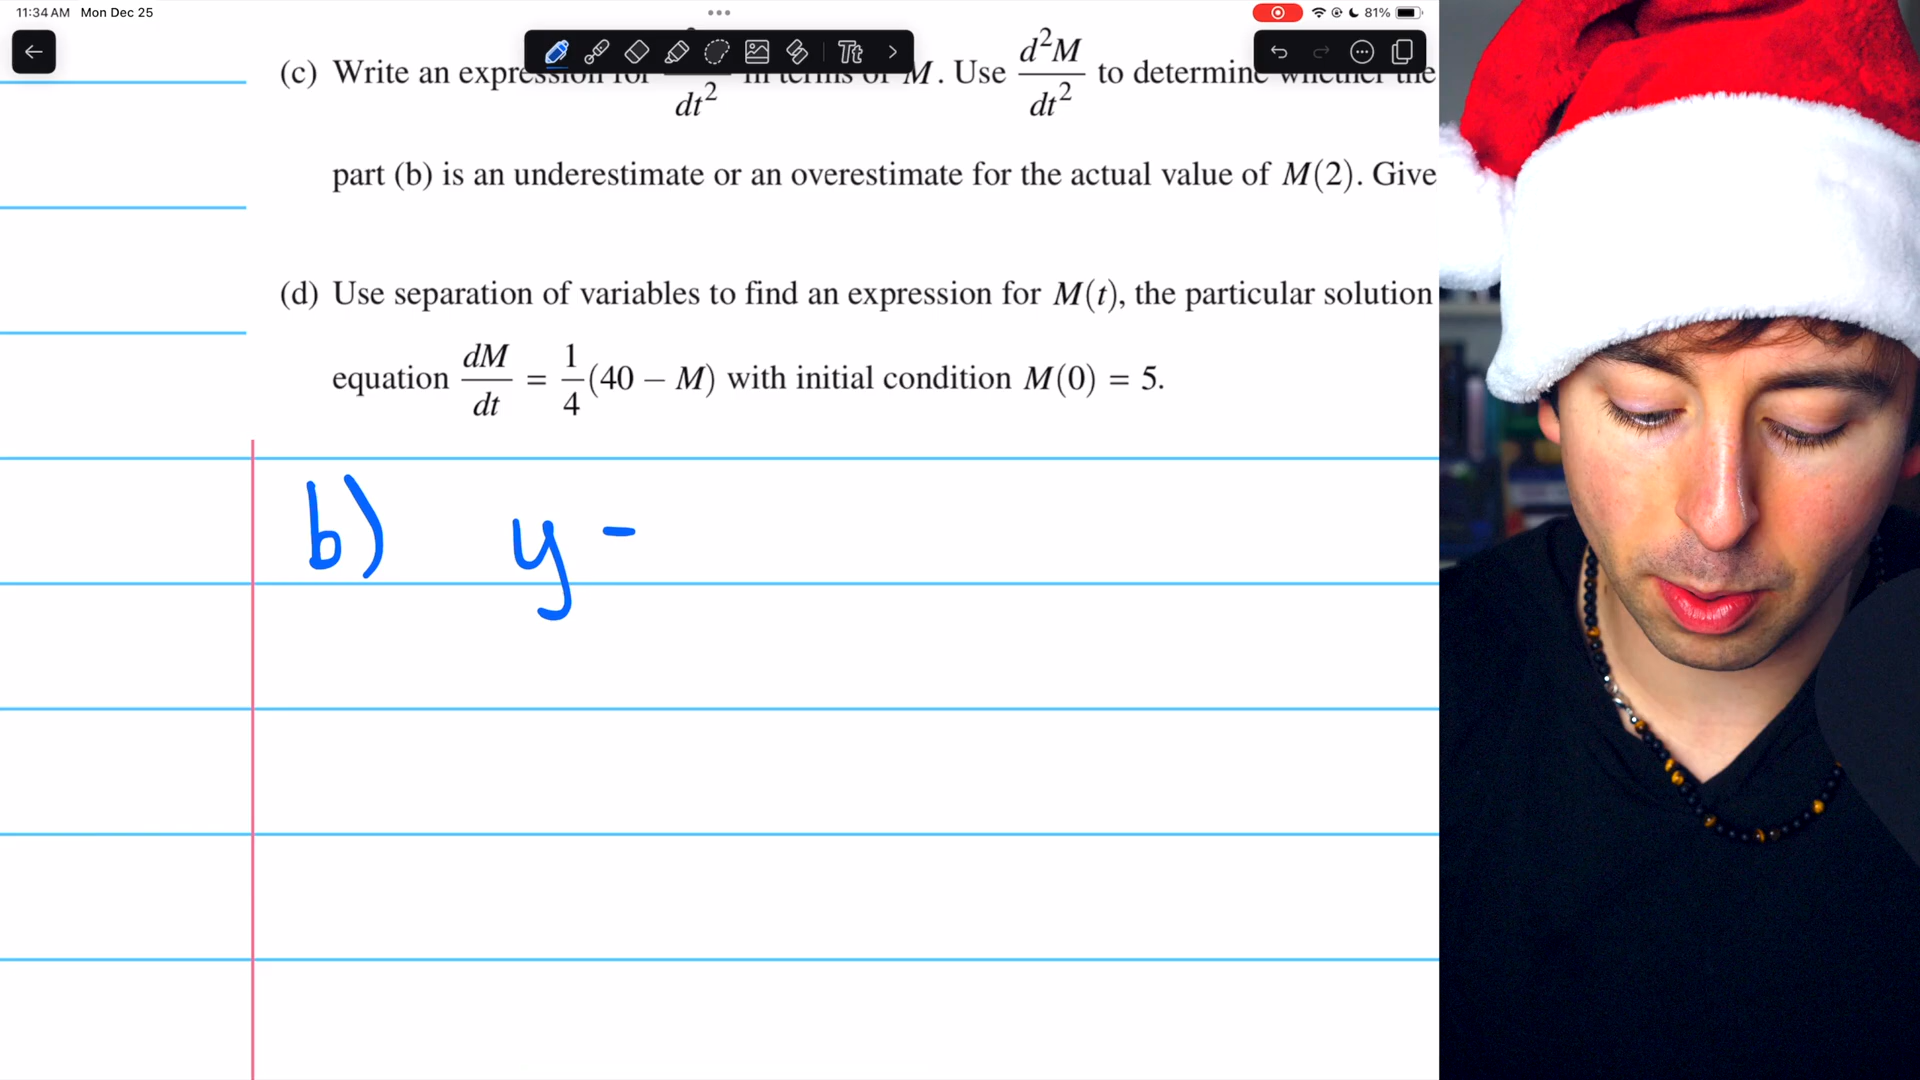 11:34 AM Mon Dec 25
81%
Tt
(c) Write an expression for dt² in terms of M. Use d²M/dt² to determine whether the
part (b) is an underestimate or an overestimate for the actual value of M(2). Give
(d) Use separation of variables to find an expression for M(t), the particular solution
equation dM/dt = 1/4(40 − M) with initial condition M(0) = 5.
b) y -